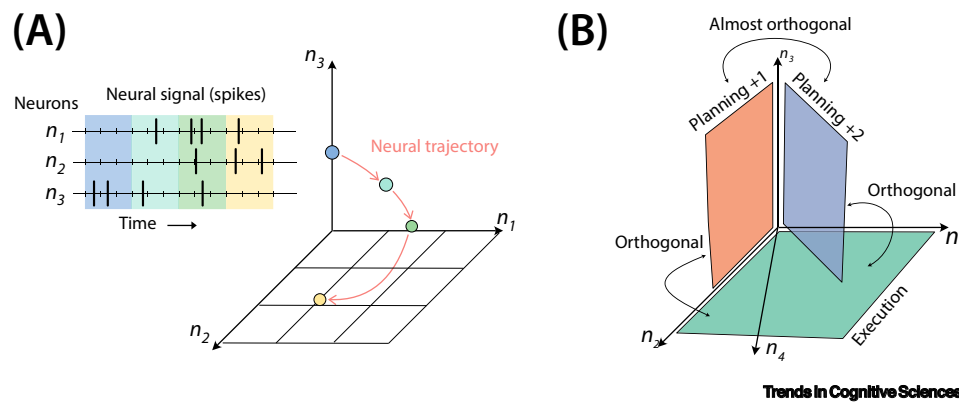 (A)
Neurons
Neural signal (spikes)
n1
n2
n3
Time
n3
Neural trajectory
n1
n2
(B)
Almost orthogonal
n3
Planning +1
Planning +2
Orthogonal
Orthogonal
n
Execution
n2
n4
Trends in Cognitive Sciences